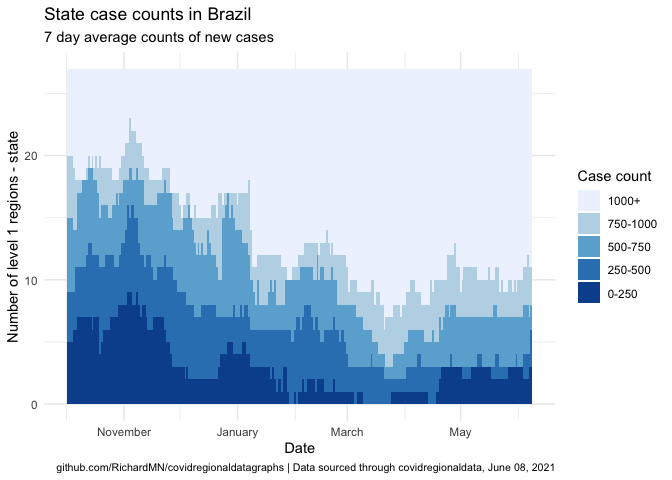 State case counts in Brazil
7 day average counts of new cases
Number of level 1 regions - state
20
10
0
November
January
March
May
Date
Case count
1000+
750-1000
500-750
250-500
0-250
github.com/RichardMN/covidregionaldatagraphs | Data sourced through covidregionaldata, June 08, 2021